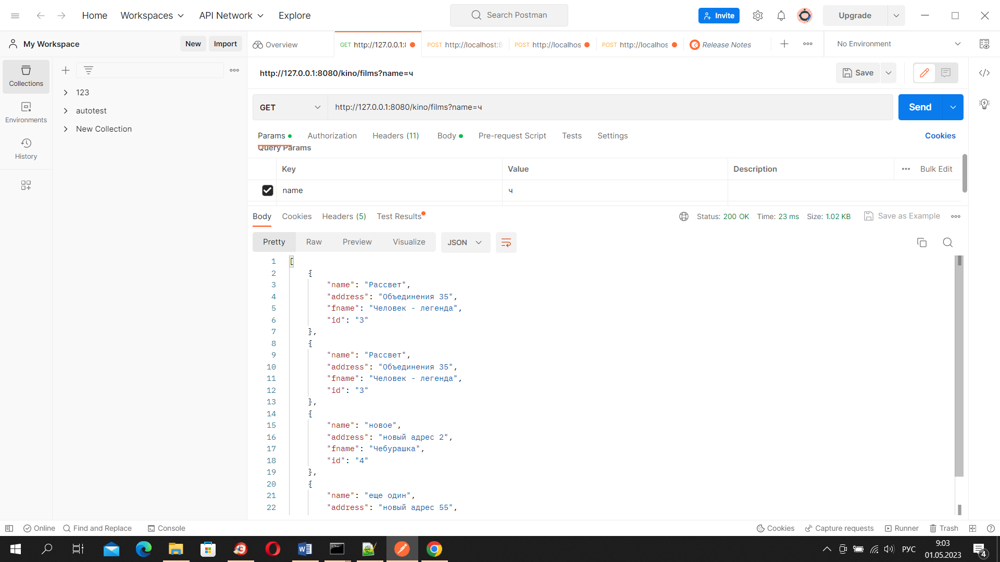 Home Workspaces API Network Explore Search Postman Invite Upgrade
My Workspace New Import Overview GET http://127.0.0.1:8 POST http://localhost:8 POST http://localhos POST http://localhos Release Notes No Environment
http://127.0.0.1:8080/kino/films?name=ч Save
Collections
123
autotest
New Collection
Environments
History
GET http://127.0.0.1:8080/kino/films?name=ч Send
Params Authorization Headers (11) Body Pre-request Script Tests Settings Cookies
Query Params
Key Value Description Bulk Edit
name ч
Body Cookies Headers (5) Test Results Status: 200 OK Time: 23 ms Size: 1.02 KB Save as Example
Pretty Raw Preview Visualize JSON
1 [
2 {
3 "name": "Рассвет",
4 "address": "Объединения 35",
5 "fname": "Человек - легенда",
6 "id": "3"
7 },
8 {
9 "name": "Рассвет",
10 "address": "Объединения 35",
11 "fname": "Человек - легенда",
12 "id": "3"
13 },
14 {
15 "name": "новое",
16 "address": "новый адрес 2",
17 "fname": "Чебурашка",
18 "id": "4"
19 },
20 {
21 "name": "еще один",
22 "address": "новый адрес 55",
Online Find and Replace Console Cookies Capture requests Runner Trash
РУС 9:03
01.05.2023 4